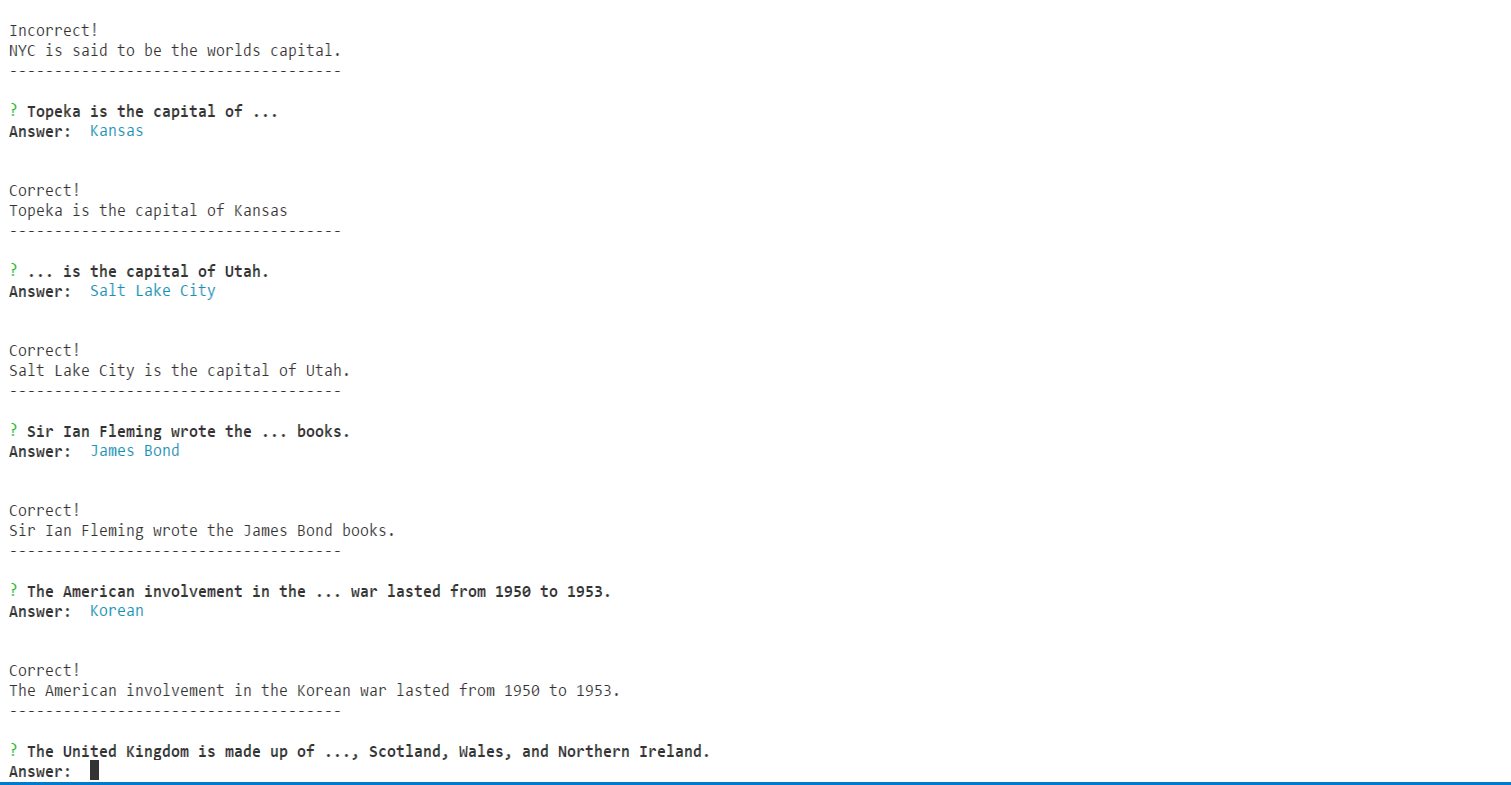 Incorrect!
NYC is said to be the worlds capital.
-------------------------------------
? Topeka is the capital of ...
Answer:  Kansas
Correct!
Topeka is the capital of Kansas
-------------------------------------
? ... is the capital of Utah.
Answer:  Salt Lake City
Correct!
Salt Lake City is the capital of Utah.
-------------------------------------
? Sir Ian Fleming wrote the ... books.
Answer:  James Bond
Correct!
Sir Ian Fleming wrote the James Bond books.
-------------------------------------
? The American involvement in the ... war lasted from 1950 to 1953.
Answer:  Korean
Correct!
The American involvement in the Korean war lasted from 1950 to 1953.
-------------------------------------
? The United Kingdom is made up of ..., Scotland, Wales, and Northern Ireland.
Answer: